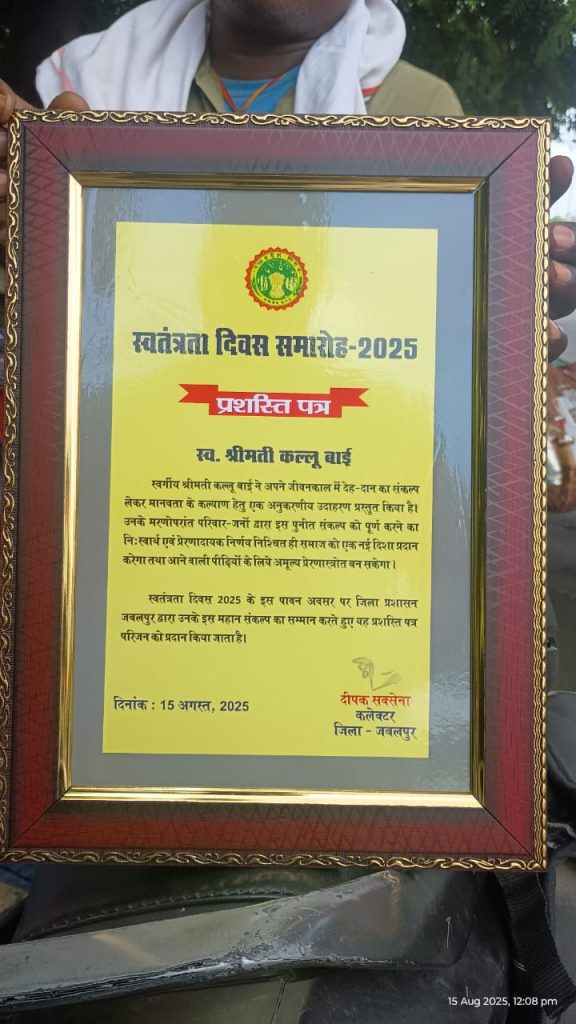 स्वतंत्रता दिवस समारोह-2025
प्रशस्ति पत्र
स्व. श्रीमती कल्लू बाई
स्वर्गीय श्रीमती कल्लू बाई ने अपने जीवनकाल में देह-दान का संकल्प
लेकर मानवता के कल्याण हेतु एक अनुकरणीय उदाहरण प्रस्तुत किया है।
उनके मरणोपरांत परिवार-जनों द्वारा इस पुनीत संकल्प को पूर्ण करने का
निःस्वार्थ एवं प्रेरणादायक निर्णय निश्चित ही समाज को एक नई दिशा प्रदान
करेगा तथा आने वाली पीढ़ियों के लिये अमूल्य प्रेरणास्त्रोत बन सकेगा।
स्वतंत्रता दिवस 2025 के इस पावन अवसर पर जिला प्रशासन
जबलपुर द्वारा उनके इस महान संकल्प का सम्मान करते हुए यह प्रशस्ति पत्र
परिजन को प्रदान किया जाता है।
दिनांक : 15 अगस्त, 2025
दीपक सक्सेना
कलेक्टर
जिला - जबलपुर
15 Aug 2025, 12:08 pm